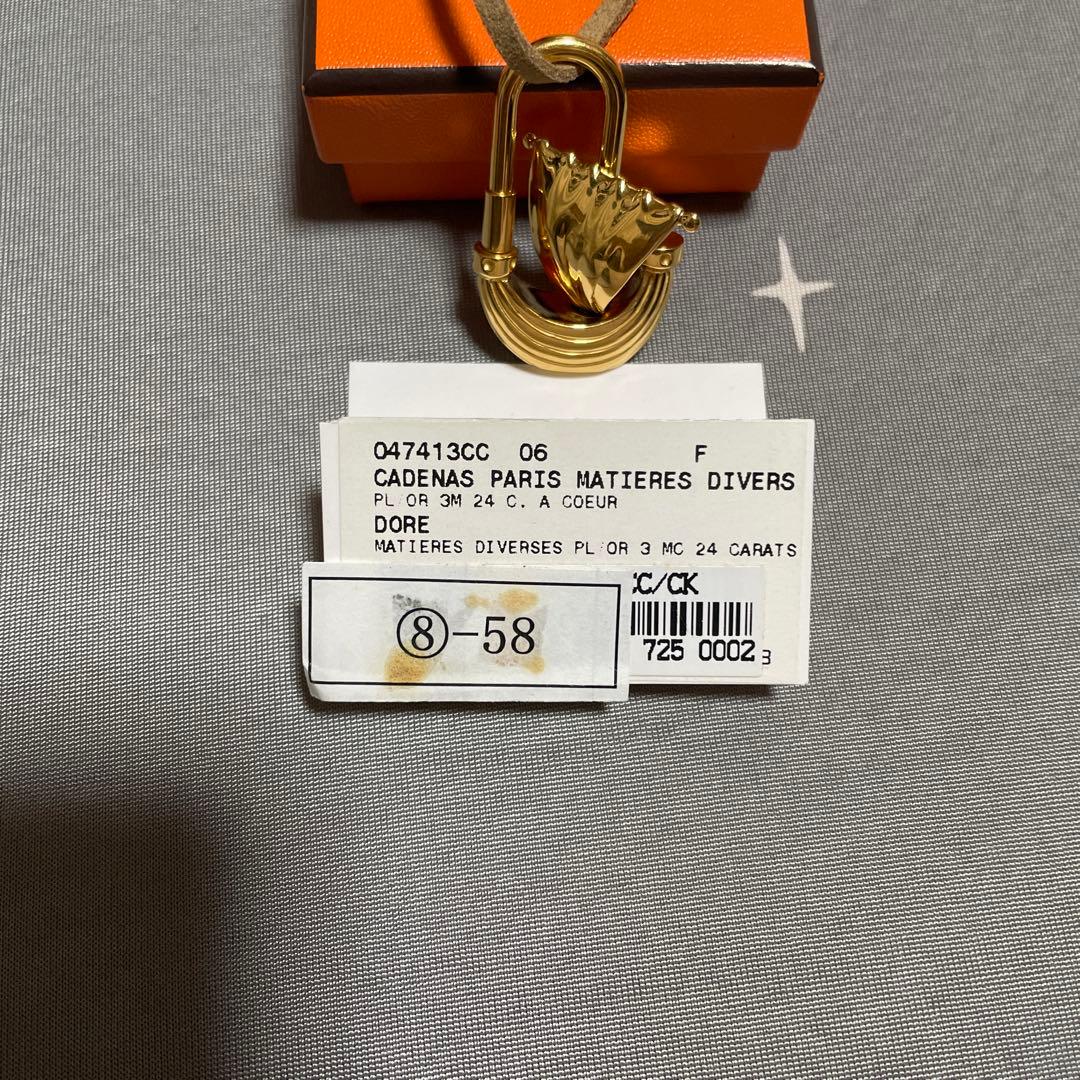 047413CC 06 F
CADENAS PARIS MATIERES DIVERS
PL/OR 3M 24 C. A COEUR
DORE
MATIERES DIVERSES PL/OR 3 MC 24 CARATS
CC/CK
⑧-58
725 0002 3